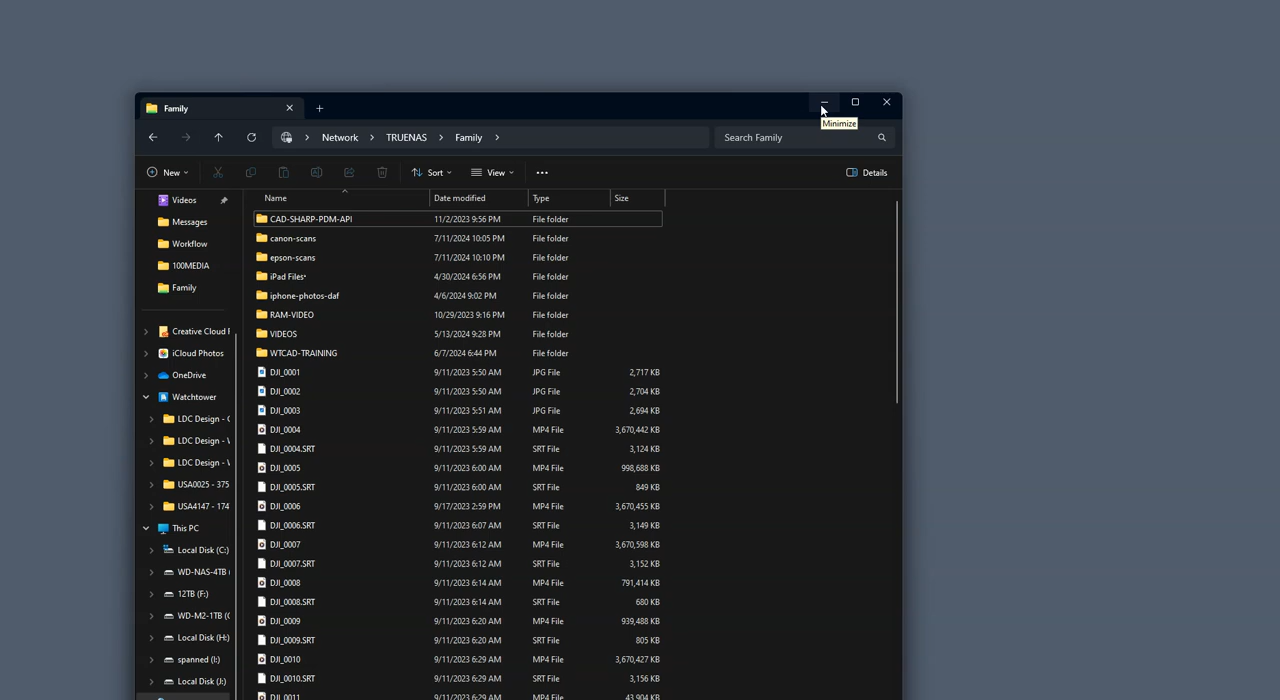 Family
Minimize
Network > TRUENAS > Family >
Search Family
New
Sort
View
Details
Name Date modified Type Size
Videos
Messages
Workflow
100MEDIA
Family
Creative Cloud F
iCloud Photos
OneDrive
Watchtower
LDC Design - C
LDC Design - \
LDC Design - \
USA0025 - 375
USA4147 - 174
This PC
Local Disk (C:)
WD-NAS-4TB (
12TB (F:)
WD-M2-1TB (
Local Disk (H:)
spanned (I:)
Local Disk (J:)
CAD-SHARP-PDM-API 11/2/2023 9:56 PM File folder
canon-scans 7/11/2024 10:05 PM File folder
epson-scans 7/11/2024 10:10 PM File folder
iPad Files• 4/30/2024 6:56 PM File folder
iphone-photos-daf 4/6/2024 9:02 PM File folder
RAM-VIDEO 10/29/2023 9:16 PM File folder
VIDEOS 5/13/2024 9:28 PM File folder
WTCAD-TRAINING 6/7/2024 6:44 PM File folder
DJI_0001 9/11/2023 5:50 AM JPG File 2,717 KB
DJI_0002 9/11/2023 5:50 AM JPG File 2,704 KB
DJI_0003 9/11/2023 5:51 AM JPG File 2,694 KB
DJI_0004 9/11/2023 5:59 AM MP4 File 3,670,442 KB
DJI_0004.SRT 9/11/2023 5:59 AM SRT File 3,124 KB
DJI_0005 9/11/2023 6:00 AM MP4 File 998,688 KB
DJI_0005.SRT 9/11/2023 6:00 AM SRT File 849 KB
DJI_0006 9/17/2023 2:59 PM MP4 File 3,670,455 KB
DJI_0006.SRT 9/11/2023 6:07 AM SRT File 3,149 KB
DJI_0007 9/11/2023 6:12 AM MP4 File 3,670,598 KB
DJI_0007.SRT 9/11/2023 6:12 AM SRT File 3,152 KB
DJI_0008 9/11/2023 6:14 AM MP4 File 791,414 KB
DJI_0008.SRT 9/11/2023 6:14 AM SRT File 680 KB
DJI_0009 9/11/2023 6:20 AM MP4 File 939,488 KB
DJI_0009.SRT 9/11/2023 6:20 AM SRT File 805 KB
DJI_0010 9/11/2023 6:29 AM MP4 File 3,670,427 KB
DJI_0010.SRT 9/11/2023 6:29 AM SRT File 3,156 KB
DJI_0011 9/11/2023 6:29 AM MP4 File 43,904 KB